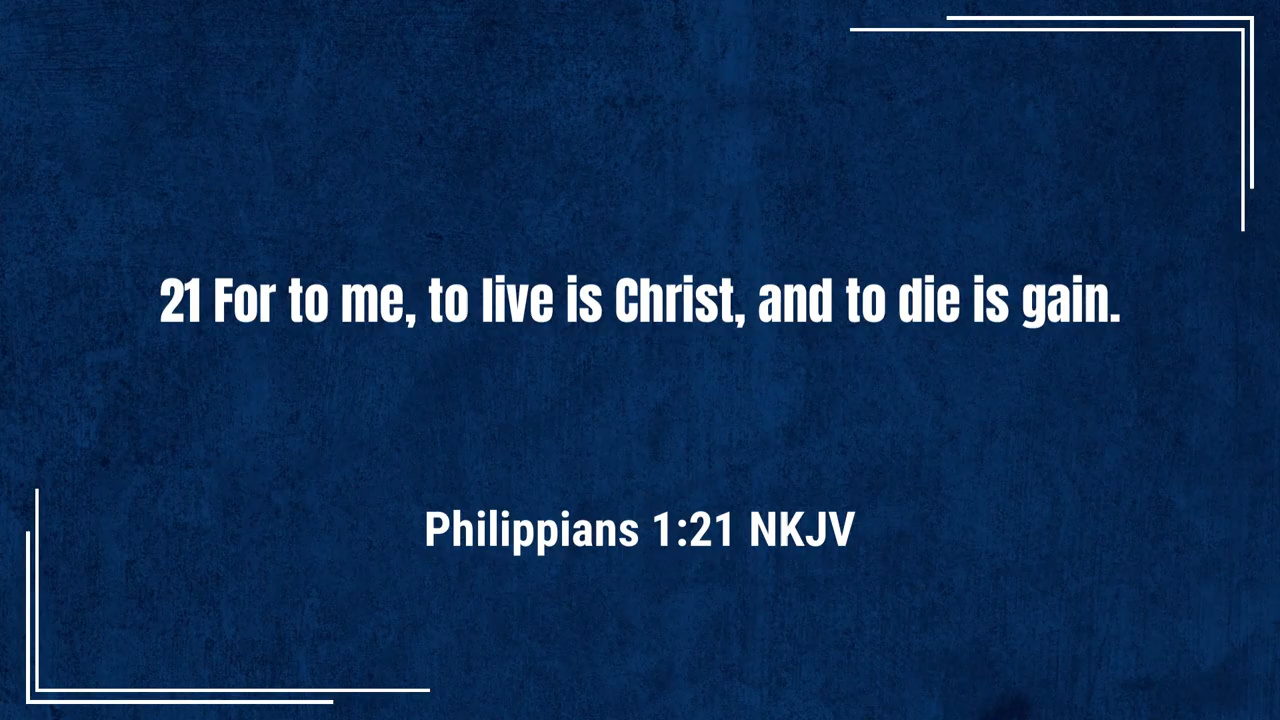 21 For to me, to live is Christ, and to die is gain.
Philippians 1:21 NKJV